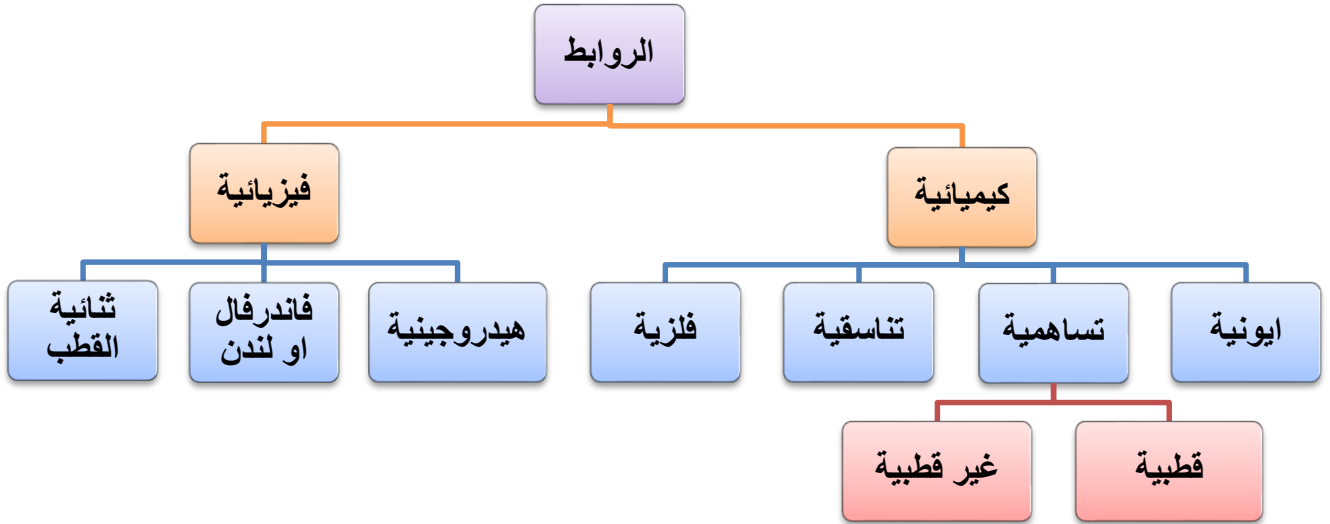 الروابط
كيميائية
فيزيائية
ايونية
تساهمية
تناسقية
فلزية
هيدروجينية
فاندرفال
او لندن
ثنائية
القطب
قطبية
غير قطبية